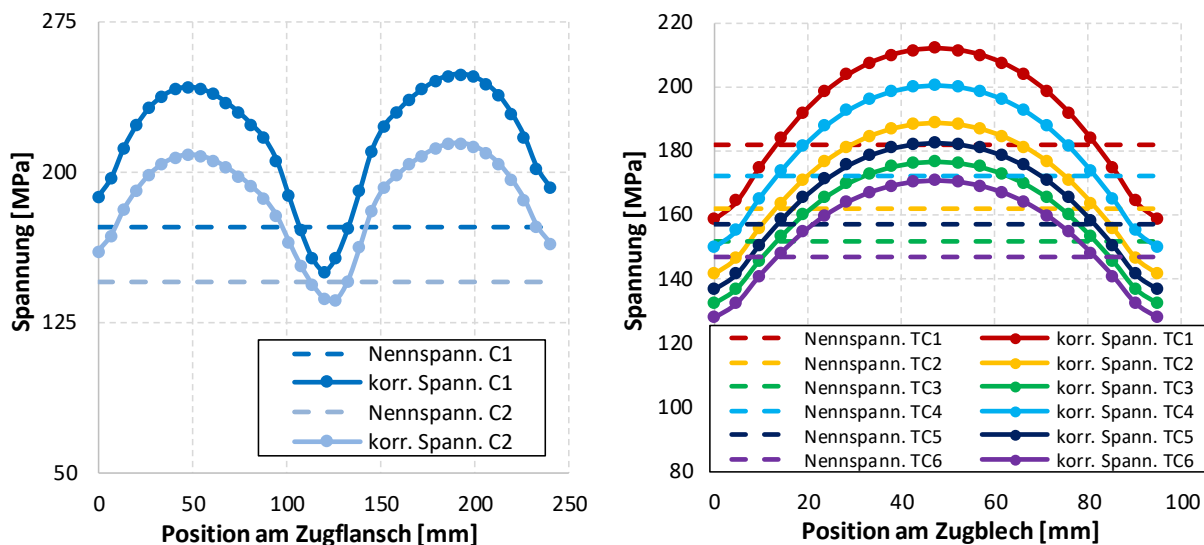 275
200
125
50
Spannung [MPa]
Nennspann. C1
korr. Spann. C1
Nennspann. C2
korr. Spann. C2
0 50 100 150 200 250
Position am Zugflansch [mm]
220
200
180
160
140
120
100
80
Spannung [MPa]
Nennspann. TC1 korr. Spann. TC1
Nennspann. TC2 korr. Spann. TC2
Nennspann. TC3 korr. Spann. TC3
Nennspann. TC4 korr. Spann. TC4
Nennspann. TC5 korr. Spann. TC5
Nennspann. TC6 korr. Spann. TC6
0 20 40 60 80 100
Position am Zugblech [mm]